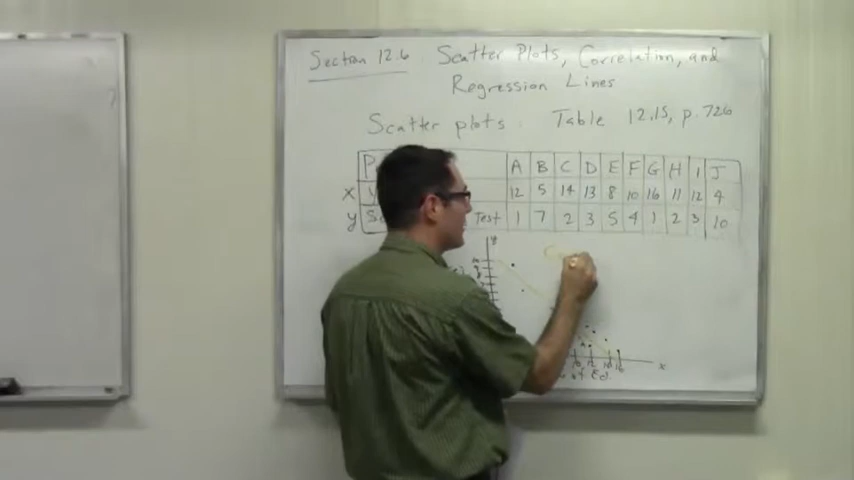 Section 12.6 : Scatter Plots, Correlation, and
Regression Lines
Scatter plots : Table 12.15, p. 726
A B C D E F G H I J
x 12 5 14 13 8 10 16 11 12 4
y Test 1 7 2 3 5 4 1 2 3 10
y
x